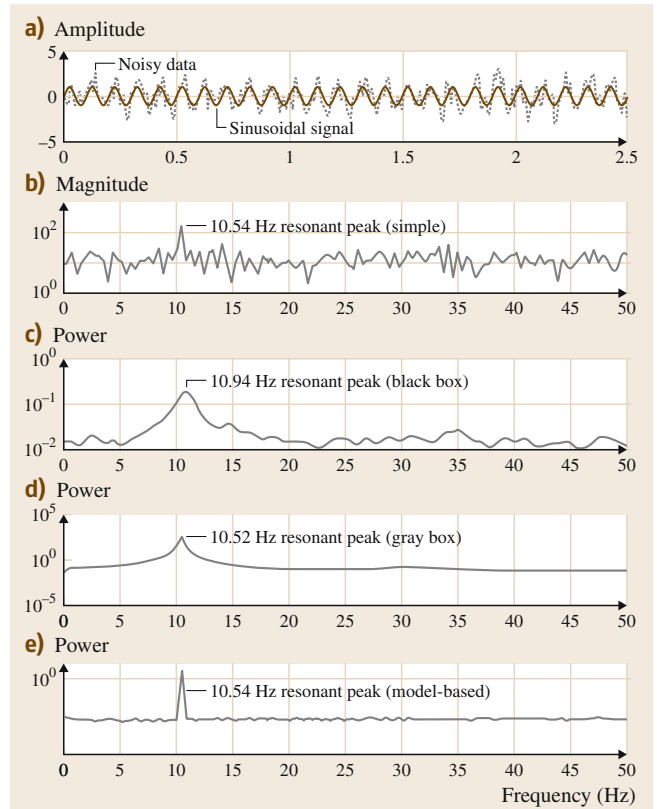 a) Amplitude
5
Noisy data
0
Sinusoidal signal
−5
0 0.5 1 1.5 2 2.5
b) Magnitude
10.54 Hz resonant peak (simple)
10²
10⁰
0 5 10 15 20 25 30 35 40 45 50
c) Power
10⁰
10.94 Hz resonant peak (black box)
10⁻¹
10⁻²
0 5 10 15 20 25 30 35 40 45 50
d) Power
10⁵
10.52 Hz resonant peak (gray box)
10⁰
10⁻⁵
0 5 10 15 20 25 30 35 40 45 50
e) Power
10⁰
10.54 Hz resonant peak (model-based)
0 5 10 15 20 25 30 35 40 45 50
Frequency (Hz)